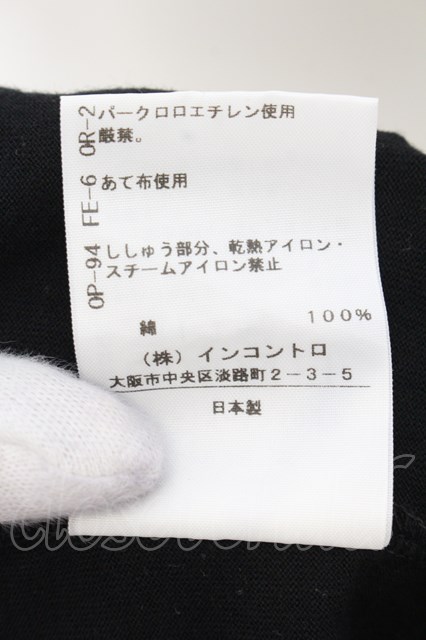 OR-2 パークロロエチレン使用
厳禁。
FE-6 あて布使用
OP-94 ししゅう部分、乾熱アイロン・
スチームアイロン禁止
綿 100%
(株) インコントロ
大阪市中央区淡路町2-3-5
日本製